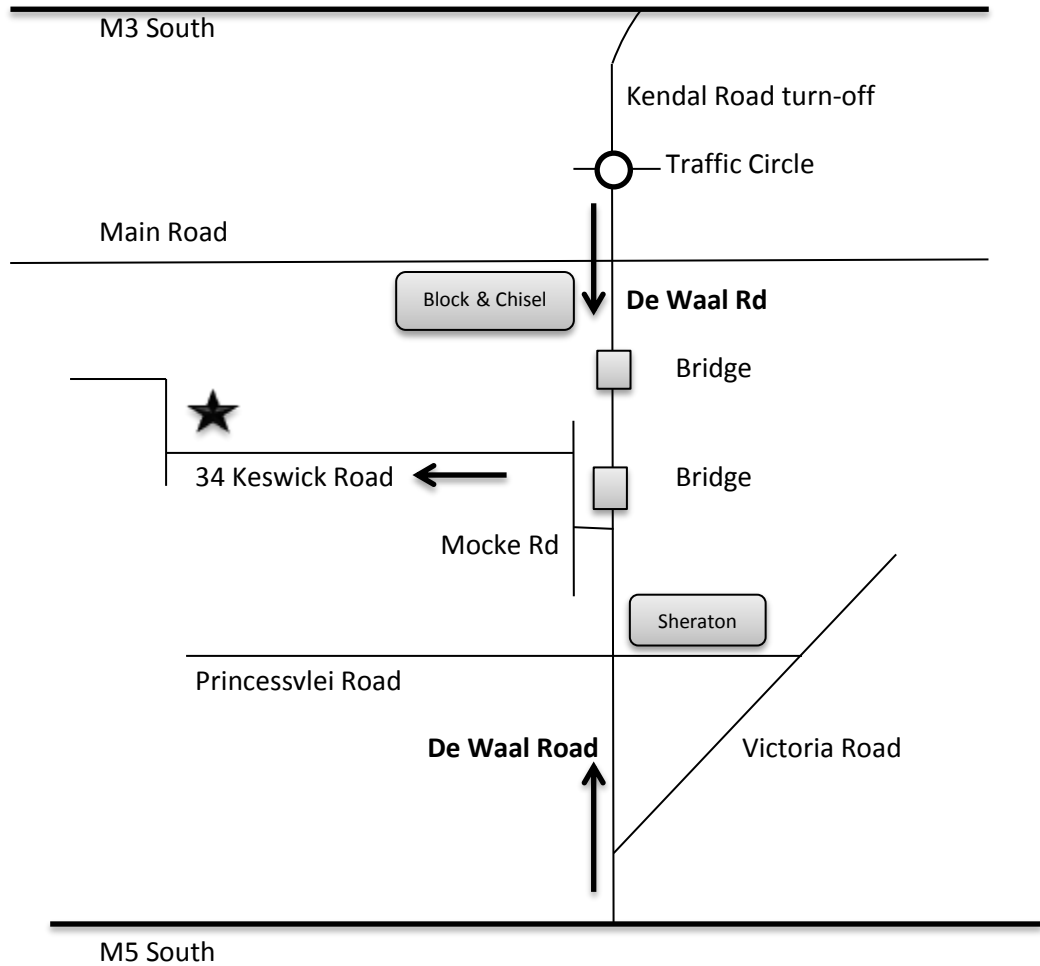 M3 South
Kendal Road turn-off
Traffic Circle
Main Road
Block & Chisel
De Waal Rd
Bridge
34 Keswick Road
Bridge
Mocke Rd
Sheraton
Princessvlei Road
De Waal Road
Victoria Road
M5 South